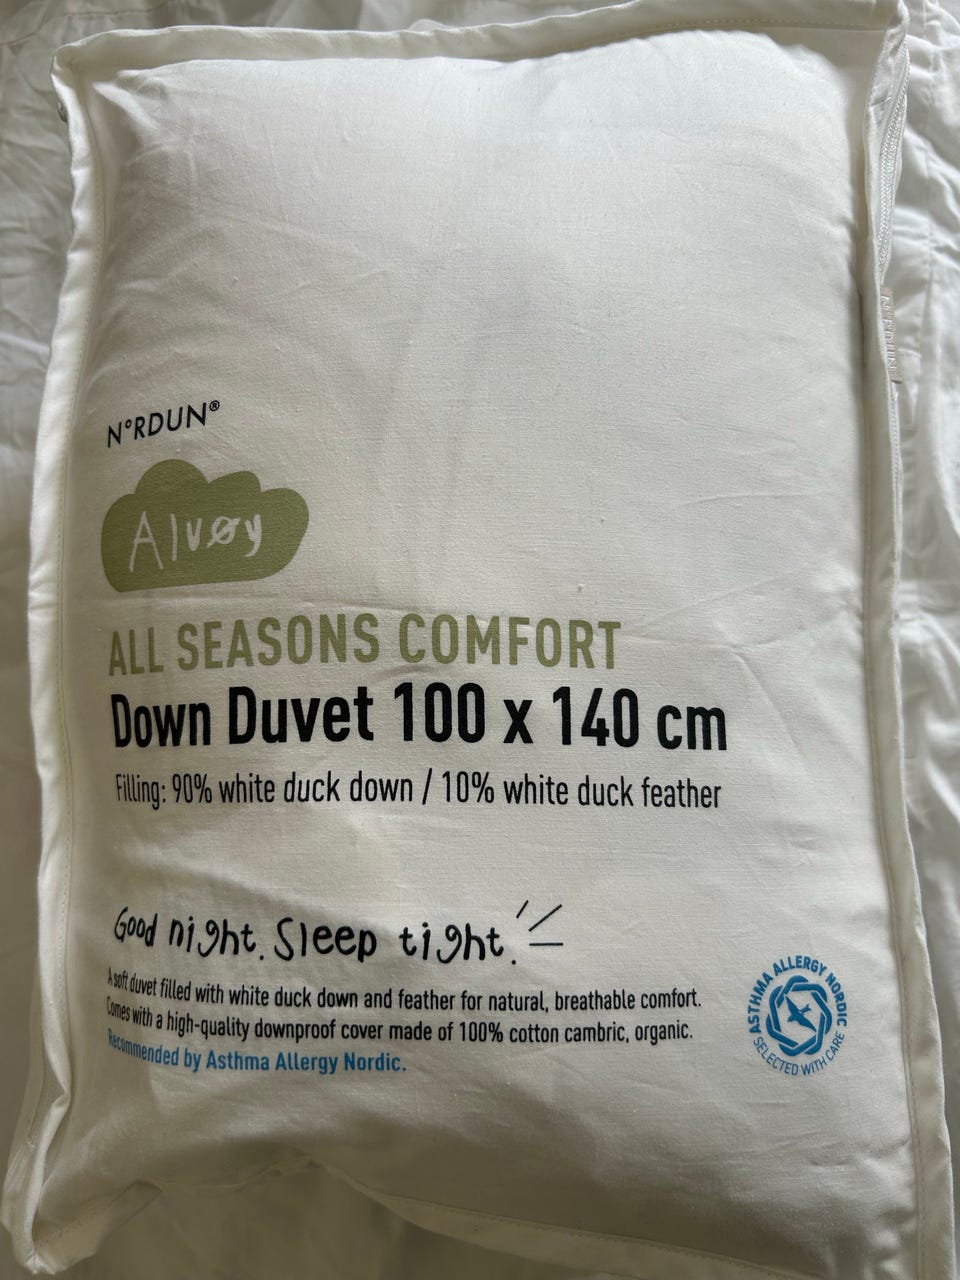 N°RDUN®
Alvøy
ALL SEASONS COMFORT
Down Duvet 100 x 140 cm
Filling: 90% white duck down / 10% white duck feather
Good night. Sleep tight.
A soft duvet filled with white duck down and feather for natural, breathable comfort.
Comes with a high-quality downproof cover made of 100% cotton cambric, organic.
Recommended by Asthma Allergy Nordic.
ASTHMA ALLERGY NORDIC
SELECTED WITH CARE
N°RDUN